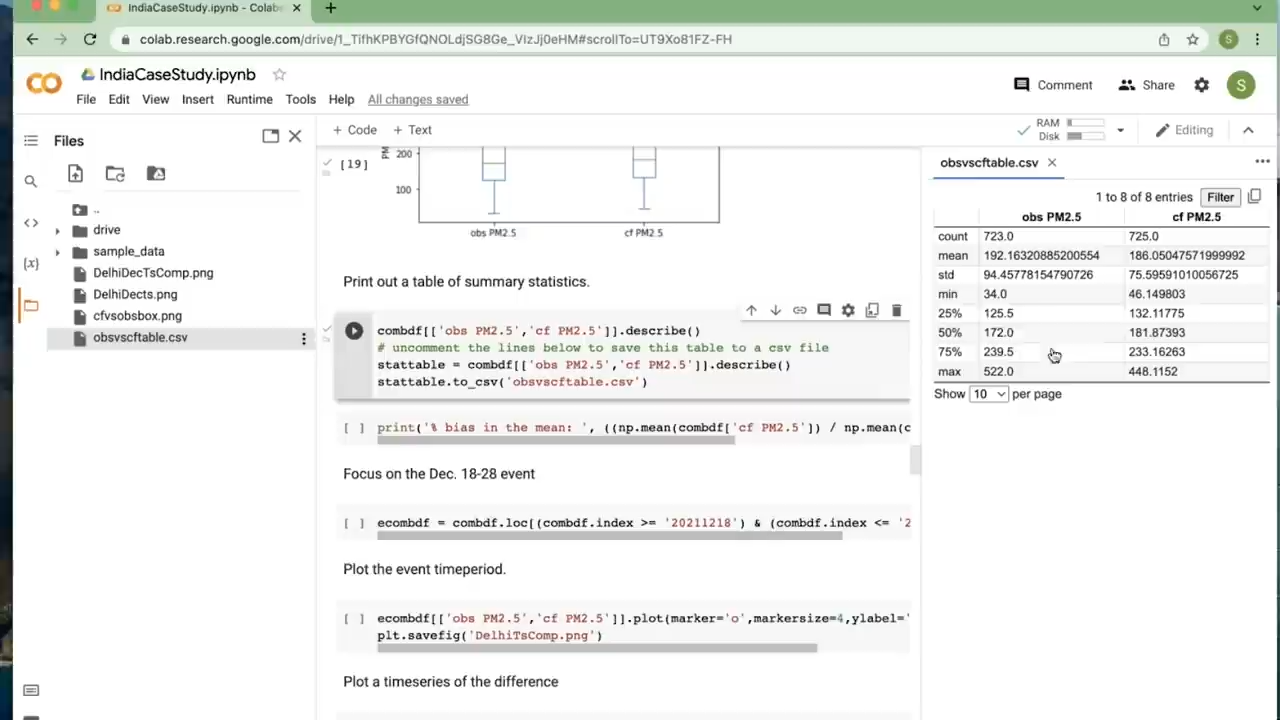 IndiaCaseStudy.ipynb - Colabe
colab.research.google.com/drive/1_TifhKPBYGfQNOLdjSG8Ge_VizJj0eHM#scrollTo=UT9Xo81FZ-FH
S
IndiaCaseStudy.ipynb
File Edit View Insert Runtime Tools Help All changes saved
Comment Share S
Files
+ Code + Text
RAM
Disk
Editing
..
drive
sample_data
DelhiDecTsComp.png
DelhiDects.png
cfvsobsbox.png
obsvscftable.csv
[19]
PM
200
100
obs PM2.5 cf PM2.5
Print out a table of summary statistics.
combdf[['obs PM2.5','cf PM2.5']].describe()
# uncomment the lines below to save this table to a csv file
stattable = combdf[['obs PM2.5','cf PM2.5']].describe()
stattable.to_csv('obsvscftable.csv')
[ ] print('% bias in the mean: ', ((np.mean(combdf['cf PM2.5']) / np.mean(c
Focus on the Dec. 18-28 event
[ ] ecombdf = combdf.loc[(combdf.index >= '20211218') & (combdf.index <= '2
Plot the event timeperiod.
[ ] ecombdf[['obs PM2.5','cf PM2.5']].plot(marker='o',markersize=4,ylabel='
plt.savefig('DelhiTsComp.png')
Plot a timeseries of the difference
obsvscftable.csv
1 to 8 of 8 entries Filter
obs PM2.5 cf PM2.5
count 723.0 725.0
mean 192.16320885200554 186.05047571999992
std 94.45778154790726 75.59591010056725
min 34.0 46.149803
25% 125.5 132.11775
50% 172.0 181.87393
75% 239.5 233.16263
max 522.0 448.1152
Show 10 per page